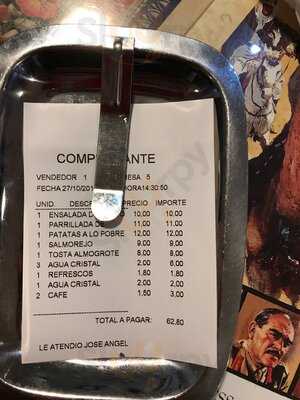 COMP ANTE
VENDEDOR 1 MESA 5
FECHA 27/10/20 HORA14:30:50
UNID. DESCR PRECIO IMPORTE
1 ENSALADA D 10,00 10,00
1 PARRILLADA DE 11,00 11,00
1 PATATAS A LO POBRE 12,00 12,00
1 SALMOREJO 9,00 9,00
1 TOSTA ALMOGROTE 8,00 8,00
3 AGUA CRISTAL 2,00 6,00
1 REFRESCOS 1,80 1,80
1 AGUA CRISTAL 2,00 2,00
2 CAFE 1,50 3,00
TOTAL A PAGAR: 62,80
LE ATENDIO JOSE ANGEL